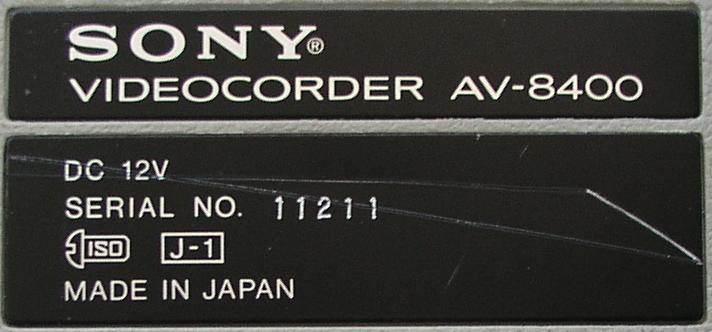 SONY®
VIDEOCORDER AV-8400
DC 12V
SERIAL NO. 11211
ISO J-1
MADE IN JAPAN